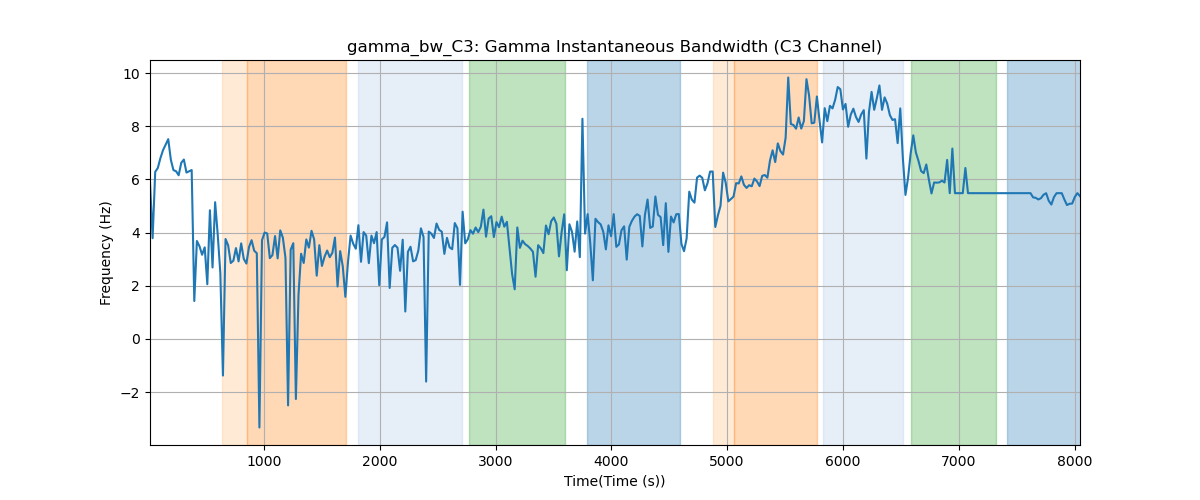 gamma_bw_C3: Gamma Instantaneous Bandwidth (C3 Channel)
10
8
6
4
2
0
−2
Frequency (Hz)
1000 2000 3000 4000 5000 6000 7000 8000
Time(Time (s))